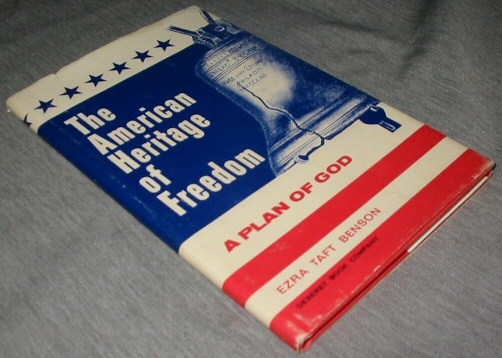 The
American
Heritage
of
Freedom
A PLAN OF GOD
EZRA TAFT BENSON
DESERET BOOK COMPANY